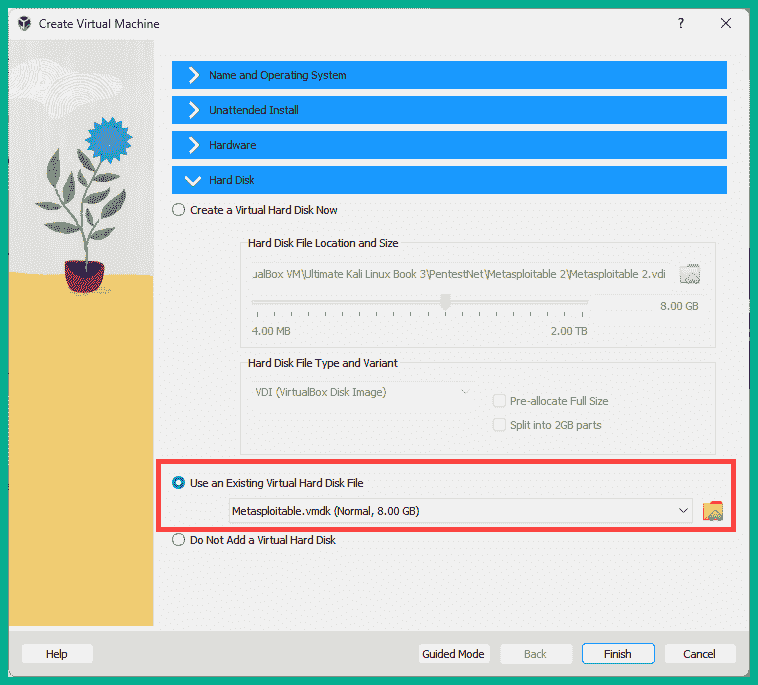 Create Virtual Machine
?
Name and Operating System
Unattended Install
Hardware
Hard Disk
Create a Virtual Hard Disk Now
Hard Disk File Location and Size
ualBox VM\Ultimate Kali Linux Book 3\PentestNet\Metasploitable 2\Metasploitable 2.vdi
8.00 GB
4.00 MB 2.00 TB
Hard Disk File Type and Variant
VDI (VirtualBox Disk Image)
Pre-allocate Full Size
Split into 2GB parts
Use an Existing Virtual Hard Disk File
Metasploitable.vmdk (Normal, 8.00 GB)
Do Not Add a Virtual Hard Disk
Help Guided Mode Back Finish Cancel